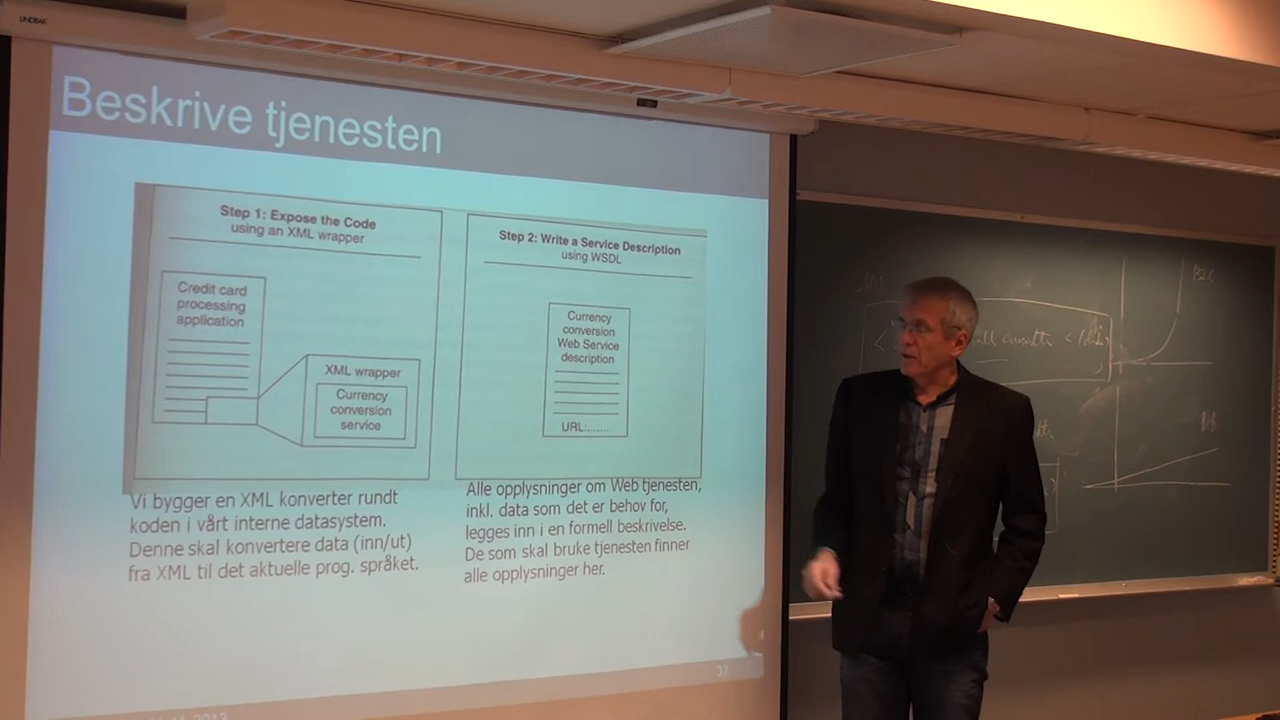 LINDBAK
Beskrive tjenesten
Step 1: Expose the Code
using an XML wrapper
Credit card
processing
application
XML wrapper
Currency
conversion
service
Step 2: Write a Service Description
using WSDL
Currency
conversion
Web Service
description
URL:.......
Vi bygger en XML konverter rundt
koden i vårt interne datasystem.
Denne skal konvertere data (inn/ut)
fra XML til det aktuelle prog. språket.
Alle opplysninger om Web tjenesten,
inkl. data som det er behov for,
legges inn i en formell beskrivelse.
De som skal bruke tjenesten finner
alle opplysninger her.
37
B2C